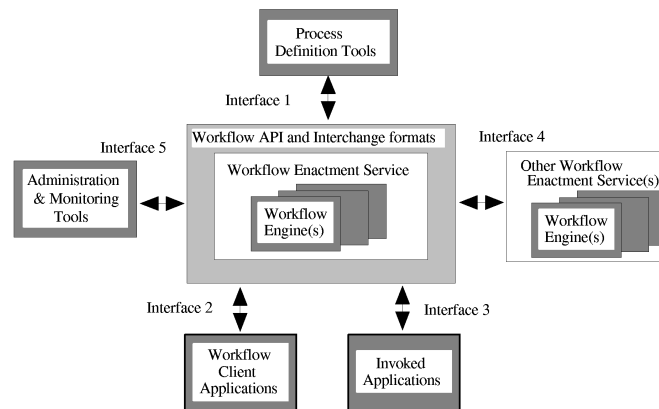 Process
Definition Tools
Interface 1
Workflow API and Interchange formats
Interface 4
Interface 5
Workflow Enactment Service
Other Workflow
Enactment Service(s)
Administration
& Monitoring
Tools
Workflow
Engine(s)
Workflow
Engine(s)
Interface 2
Interface 3
Workflow
Client
Applications
Invoked
Applications